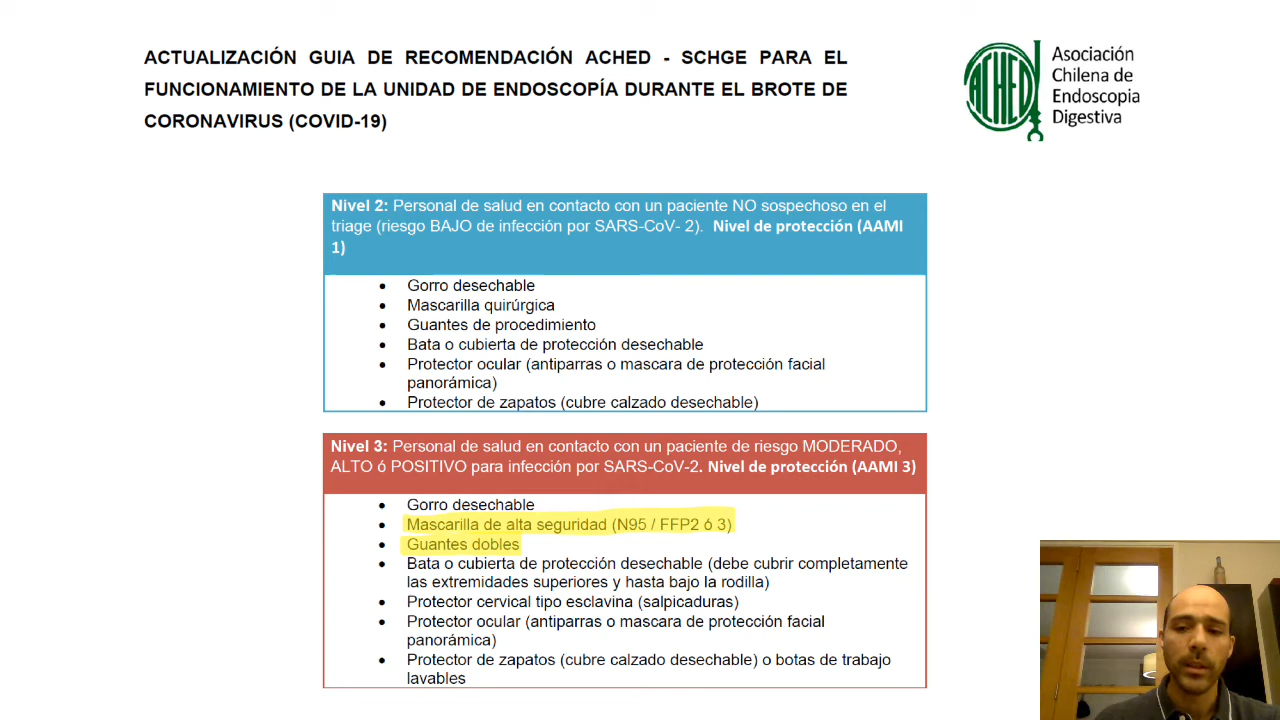 ACTUALIZACIÓN GUIA DE RECOMENDACIÓN ACHED - SCHGE PARA EL
FUNCIONAMIENTO DE LA UNIDAD DE ENDOSCOPÍA DURANTE EL BROTE DE
CORONAVIRUS (COVID-19)
ACHED
Asociación
Chilena de
Endoscopia
Digestiva
Nivel 2: Personal de salud en contacto con un paciente NO sospechoso en el
triage (riesgo BAJO de infección por SARS-CoV- 2). Nivel de protección (AAMI
1)
• Gorro desechable
• Mascarilla quirúrgica
• Guantes de procedimiento
• Bata o cubierta de protección desechable
• Protector ocular (antiparras o mascara de protección facial
panorámica)
• Protector de zapatos (cubre calzado desechable)
Nivel 3: Personal de salud en contacto con un paciente de riesgo MODERADO,
ALTO ó POSITIVO para infección por SARS-CoV-2. Nivel de protección (AAMI 3)
• Gorro desechable
• Mascarilla de alta seguridad (N95 / FFP2 ó 3)
• Guantes dobles
• Bata o cubierta de protección desechable (debe cubrir completamente
las extremidades superiores y hasta bajo la rodilla)
• Protector cervical tipo esclavina (salpicaduras)
• Protector ocular (antiparras o mascara de protección facial
panorámica)
• Protector de zapatos (cubre calzado desechable) o botas de trabajo
lavables